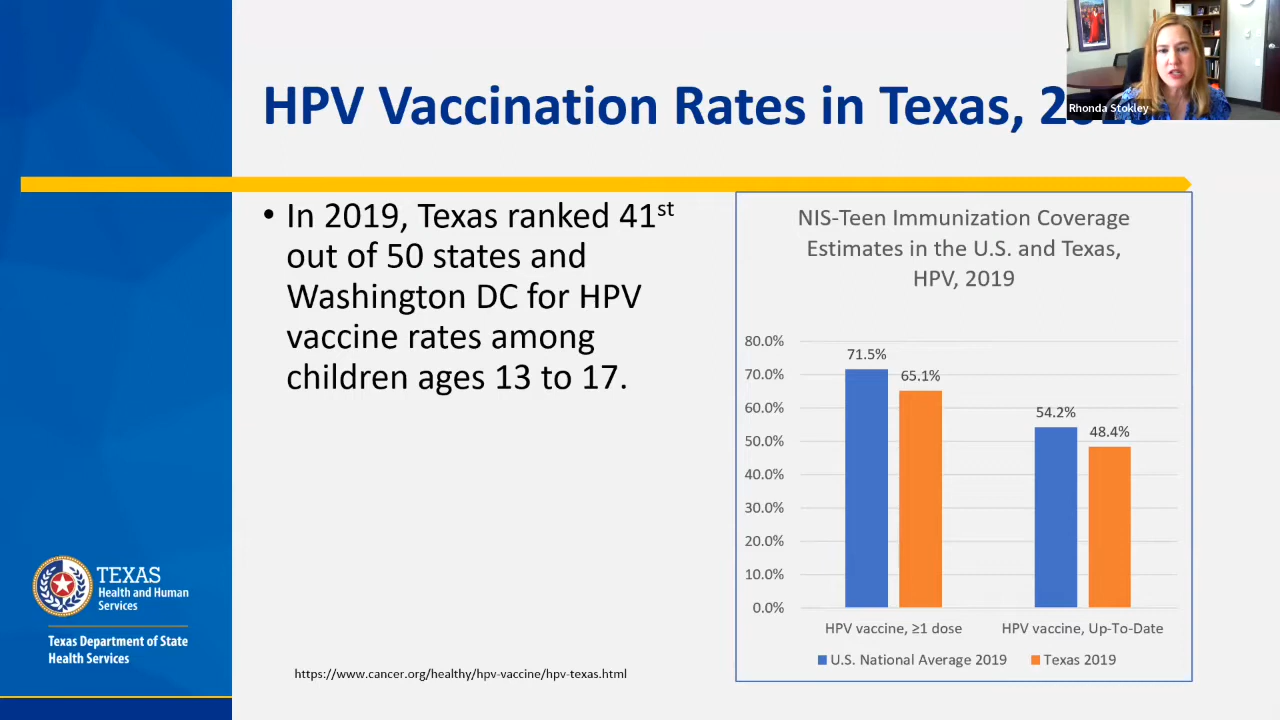 HPV Vaccination Rates in Texas,
Rhonda Stokley
• In 2019, Texas ranked 41st
out of 50 states and
Washington DC for HPV
vaccine rates among
children ages 13 to 17.
NIS-Teen Immunization Coverage
Estimates in the U.S. and Texas,
HPV, 2019
80.0%
70.0%
60.0%
50.0%
40.0%
30.0%
20.0%
10.0%
0.0%
71.5%
65.1%
54.2%
48.4%
HPV vaccine, ≥1 dose
HPV vaccine, Up-To-Date
U.S. National Average 2019
Texas 2019
TEXAS
Health and Human
Services
Texas Department of State
Health Services
https://www.cancer.org/healthy/hpv-vaccine/hpv-texas.html